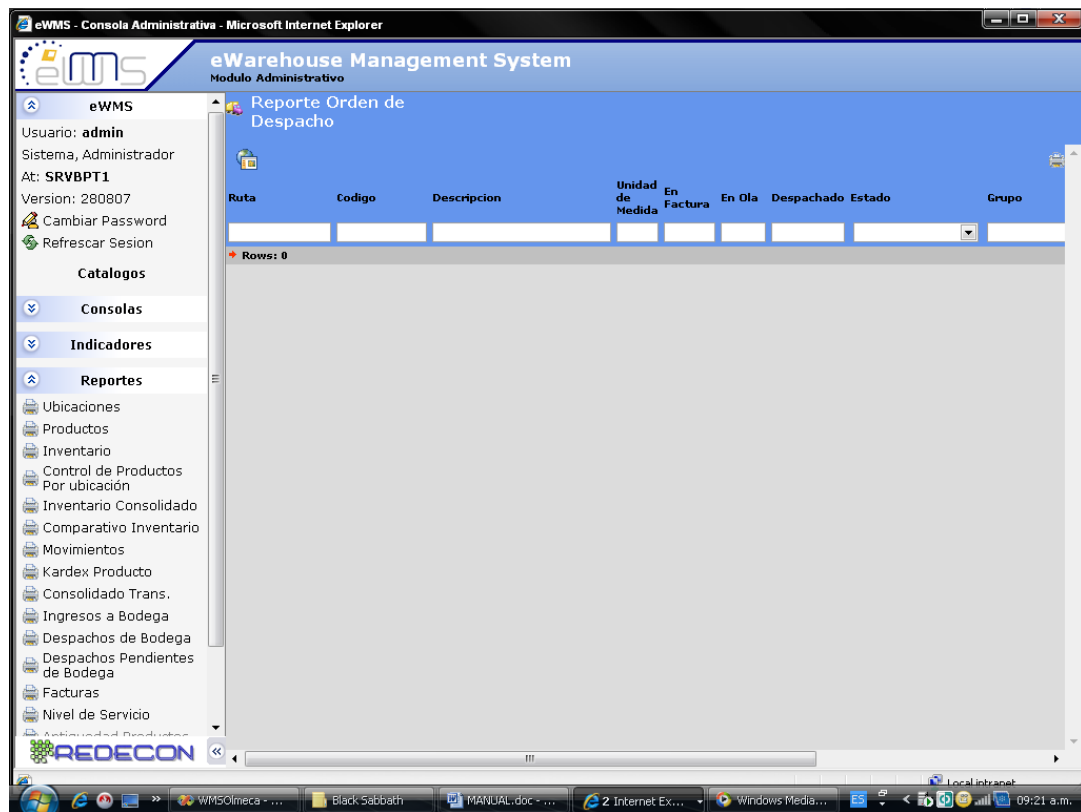 eWMS - Consola Administrativa - Microsoft Internet Explorer
eWMS
eWarehouse Management System
Modulo Administrativo
eWMS
Usuario: admin
Sistema, Administrador
At: SRVBPT1
Version: 280807
Cambiar Password
Refrescar Sesion
Catalogos
Consolas
Indicadores
Reportes
Ubicaciones
Productos
Inventario
Control de Productos
Por ubicación
Inventario Consolidado
Comparativo Inventario
Movimientos
Kardex Producto
Consolidado Trans.
Ingresos a Bodega
Despachos de Bodega
Despachos Pendientes
de Bodega
Facturas
Nivel de Servicio
Antiguedad Productos
REDECON
Reporte Orden de
Despacho
Ruta
Codigo
Descripcion
Unidad
de
Medida
En
Factura
En Ola
Despachado
Estado
Grupo
Rows: 0
Local intranet
WMSOlmeca - ...
Black Sabbath
MANUAL.doc - ...
2 Internet Ex...
Windows Media...
ES
09:21 a.m.